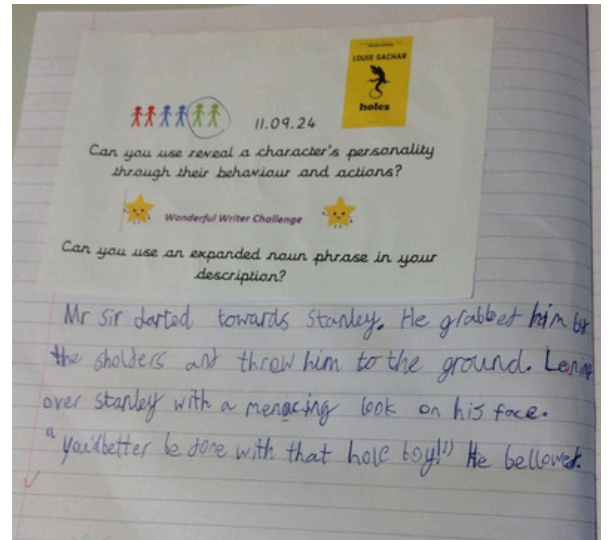 LOUIS SACHAR
holes
11.09.24
Can you use reveal a character's personality
through their behaviour and actions?
Wonderful Writer Challenge
Can you use an expanded noun phrase in your
description?
Mr Sir darted towards Stanley. He grabbed him by
the sholders and throw him to the ground. Lening
over stanley with a menacing look on his face.
"you'd better be done with that hole boy!" He bellowed.